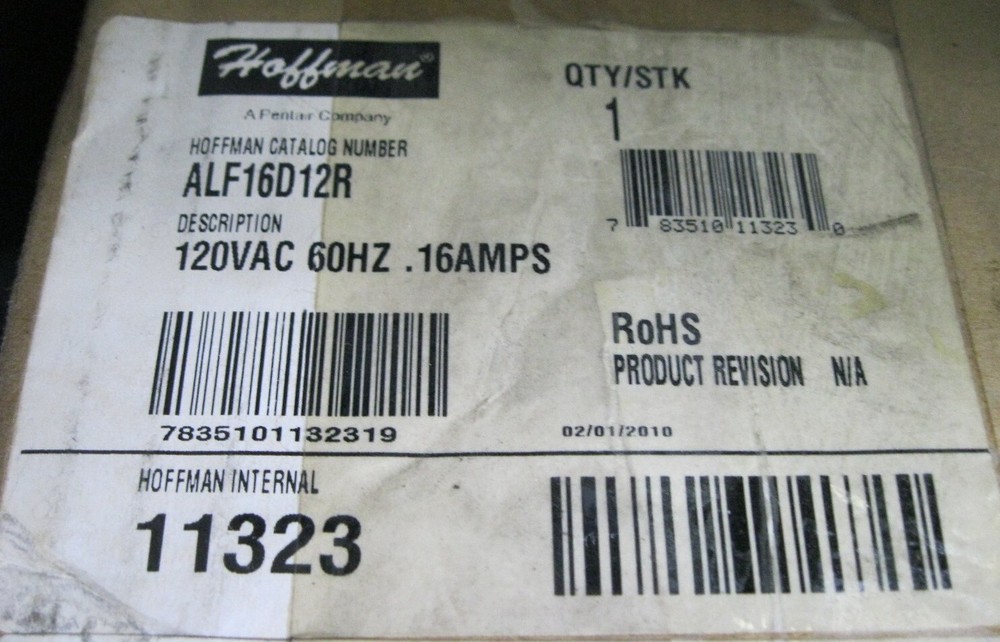 Hoffman®
A Pentair Company
HOFFMAN CATALOG NUMBER
ALF16D12R
DESCRIPTION
120VAC 60HZ .16AMPS
7835101132319
QTY/STK
1
7 83510 11323 0
RoHS
PRODUCT REVISION N/A
02/01/2010
HOFFMAN INTERNAL
11323